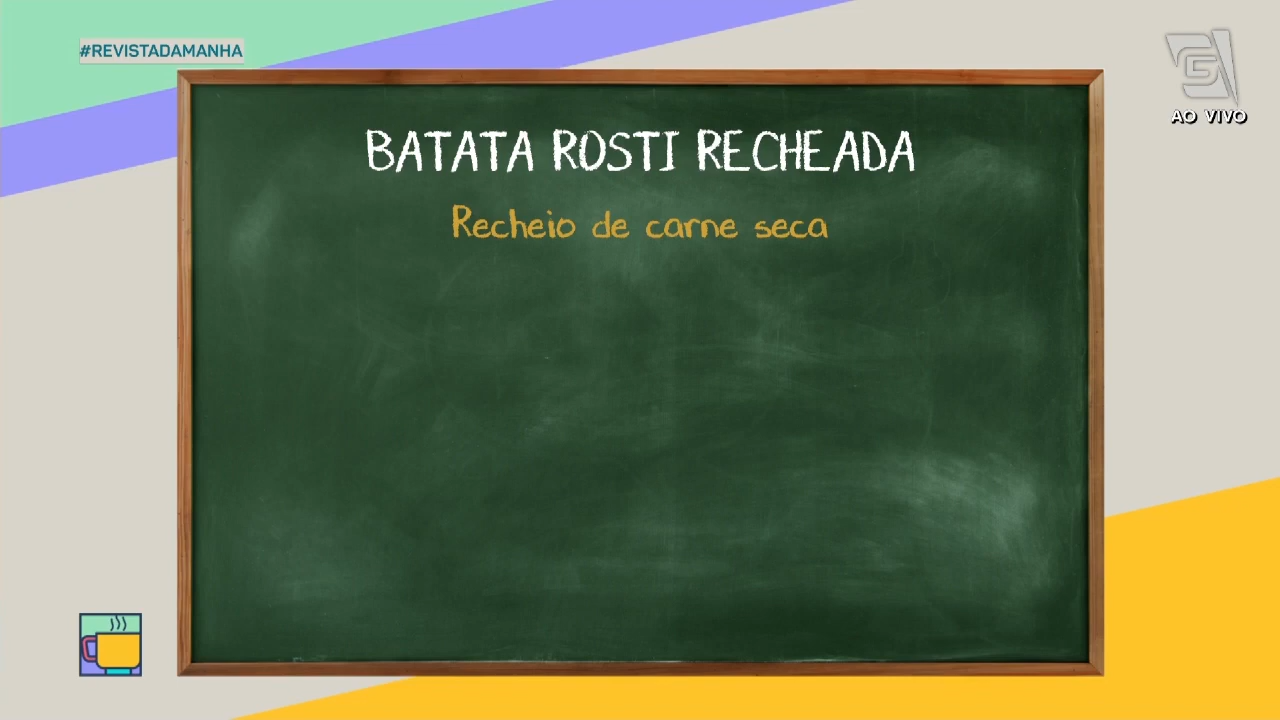 #REVISTADAMANHA
AO VIVO
BATATA ROSTI RECHEADA
Recheio de carne seca